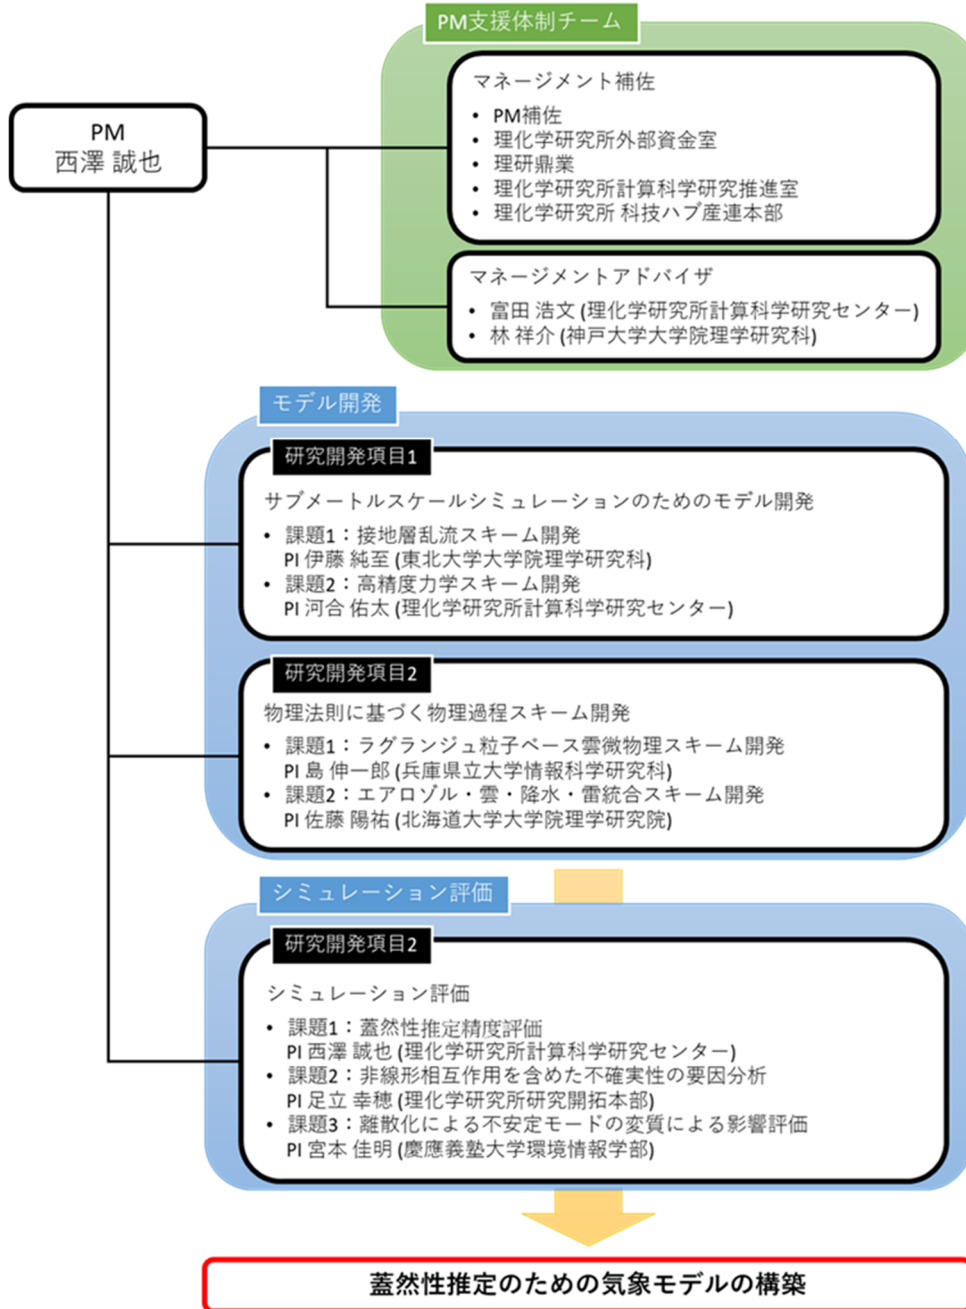 PM支援体制チーム
PM
西澤 誠也
マネージメント補佐
• PM補佐
• 理化学研究所外部資金室
• 理研鼎業
• 理化学研究所計算科学研究推進室
• 理化学研究所 科技ハブ産連本部
マネージメントアドバイザ
• 富田 浩文 (理化学研究所計算科学研究センター)
• 林 祥介 (神戸大学大学院理学研究科)
モデル開発
研究開発項目1
サブメートルスケールシミュレーションのためのモデル開発
• 課題1：接地層乱流スキーム開発
PI 伊藤 純至 (東北大学大学院理学研究科)
• 課題2：高精度力学スキーム開発
PI 河合 佑太 (理化学研究所計算科学研究センター)
研究開発項目2
物理法則に基づく物理過程スキーム開発
• 課題1：ラグランジュ粒子ベース雲微物理スキーム開発
PI 島 伸一郎 (兵庫県立大学情報科学研究科)
• 課題2：エアロゾル・雲・降水・雷統合スキーム開発
PI 佐藤 陽祐 (北海道大学大学院理学研究院)
シミュレーション評価
研究開発項目2
シミュレーション評価
• 課題1：蓋然性推定精度評価
PI 西澤 誠也 (理化学研究所計算科学研究センター)
• 課題2：非線形相互作用を含めた不確実性の要因分析
PI 足立 幸穂 (理化学研究所研究開拓本部)
• 課題3：離散化による不安定モードの変質による影響評価
PI 宮本 佳明 (慶應義塾大学環境情報学部)
蓋然性推定のための気象モデルの構築